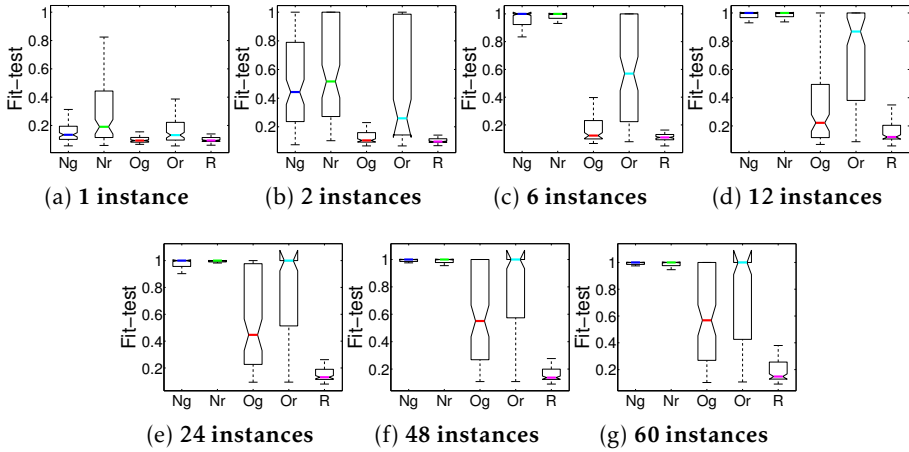 Fit-test
1
0.8
0.6
0.4
0.2
Ng Nr Og Or R
(a) 1 instance
Fit-test
1
0.8
0.6
0.4
0.2
Ng Nr Og Or R
(b) 2 instances
Fit-test
1
0.8
0.6
0.4
0.2
Ng Nr Og Or R
(c) 6 instances
Fit-test
1
0.8
0.6
0.4
0.2
Ng Nr Og Or R
(d) 12 instances
Fit-test
1
0.8
0.6
0.4
0.2
Ng Nr Og Or R
(e) 24 instances
Fit-test
1
0.8
0.6
0.4
0.2
Ng Nr Og Or R
(f) 48 instances
Fit-test
1
0.8
0.6
0.4
0.2
Ng Nr Og Or R
(g) 60 instances